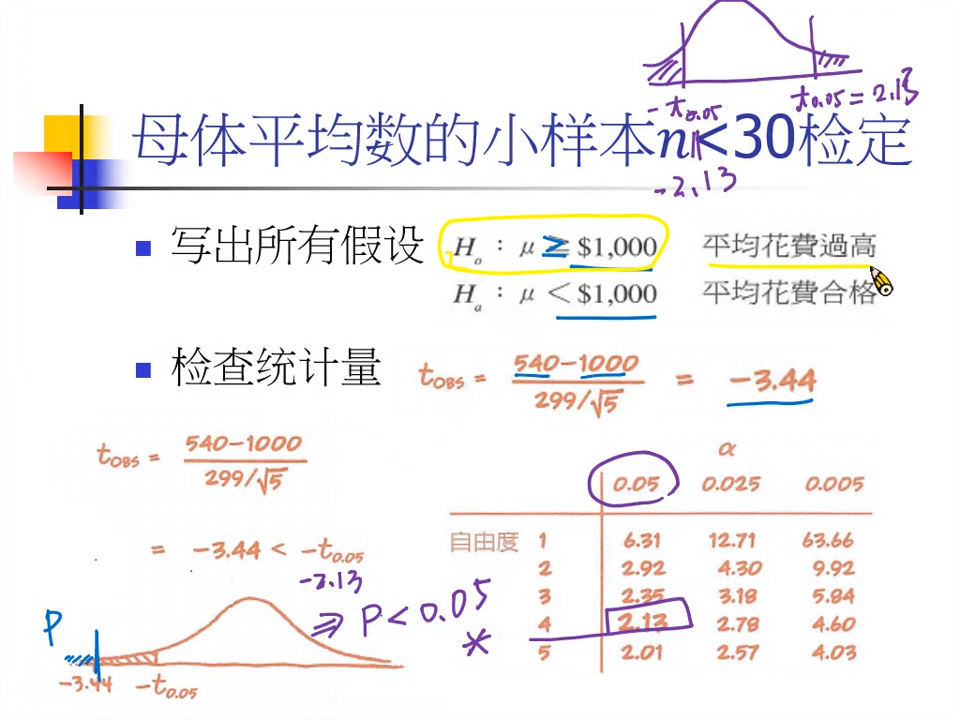 -t0.05
t0.05 = 2.13
母体平均数的小样本n<30检定
=
-2.13
写出所有假设
Ho : μ ≧ $1,000 平均花費過高
Ha : μ < $1,000 平均花費合格
检查统计量
tOBS = 540-1000 / 299/√5 = -3.44
tOBS = 540-1000 / 299/√5
= -3.44 < -t0.05
-2.13
⇒ P < 0.05
*
P
-3.44 -t0.05
α
0.05 0.025 0.005
自由度 1 6.31 12.71 63.66
2 2.92 4.30 9.92
3 2.35 3.18 5.84
4 2.13 2.78 4.60
5 2.01 2.57 4.03